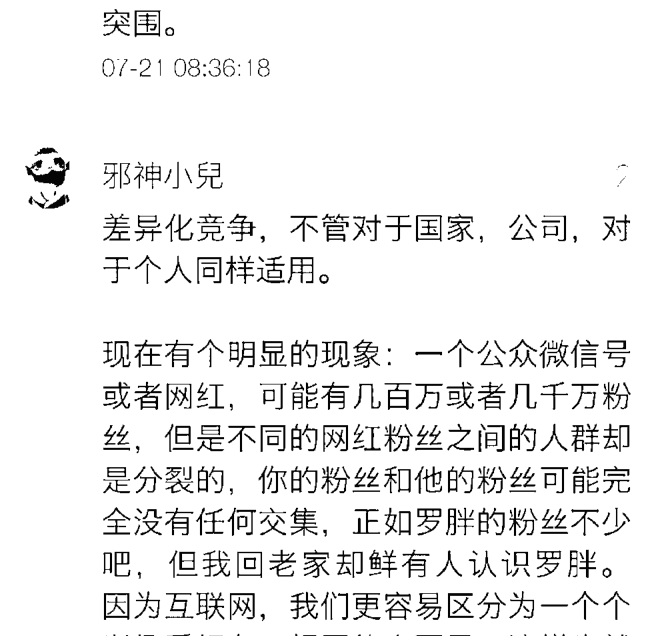 突围。
07-21 08:36:18
邪神小兒
差异化竞争，不管对于国家，公司，对
于个人同样适用。
现在有个明显的现象：一个公众微信号
或者网红，可能有几百万或者几千万粉
丝，但是不同的网红粉丝之间的人群却
是分裂的，你的粉丝和他的粉丝可能完
全没有任何交集，正如罗胖的粉丝不少
吧，但我回老家却鲜有人认识罗胖。
因为互联网，我们更容易区分为一个个